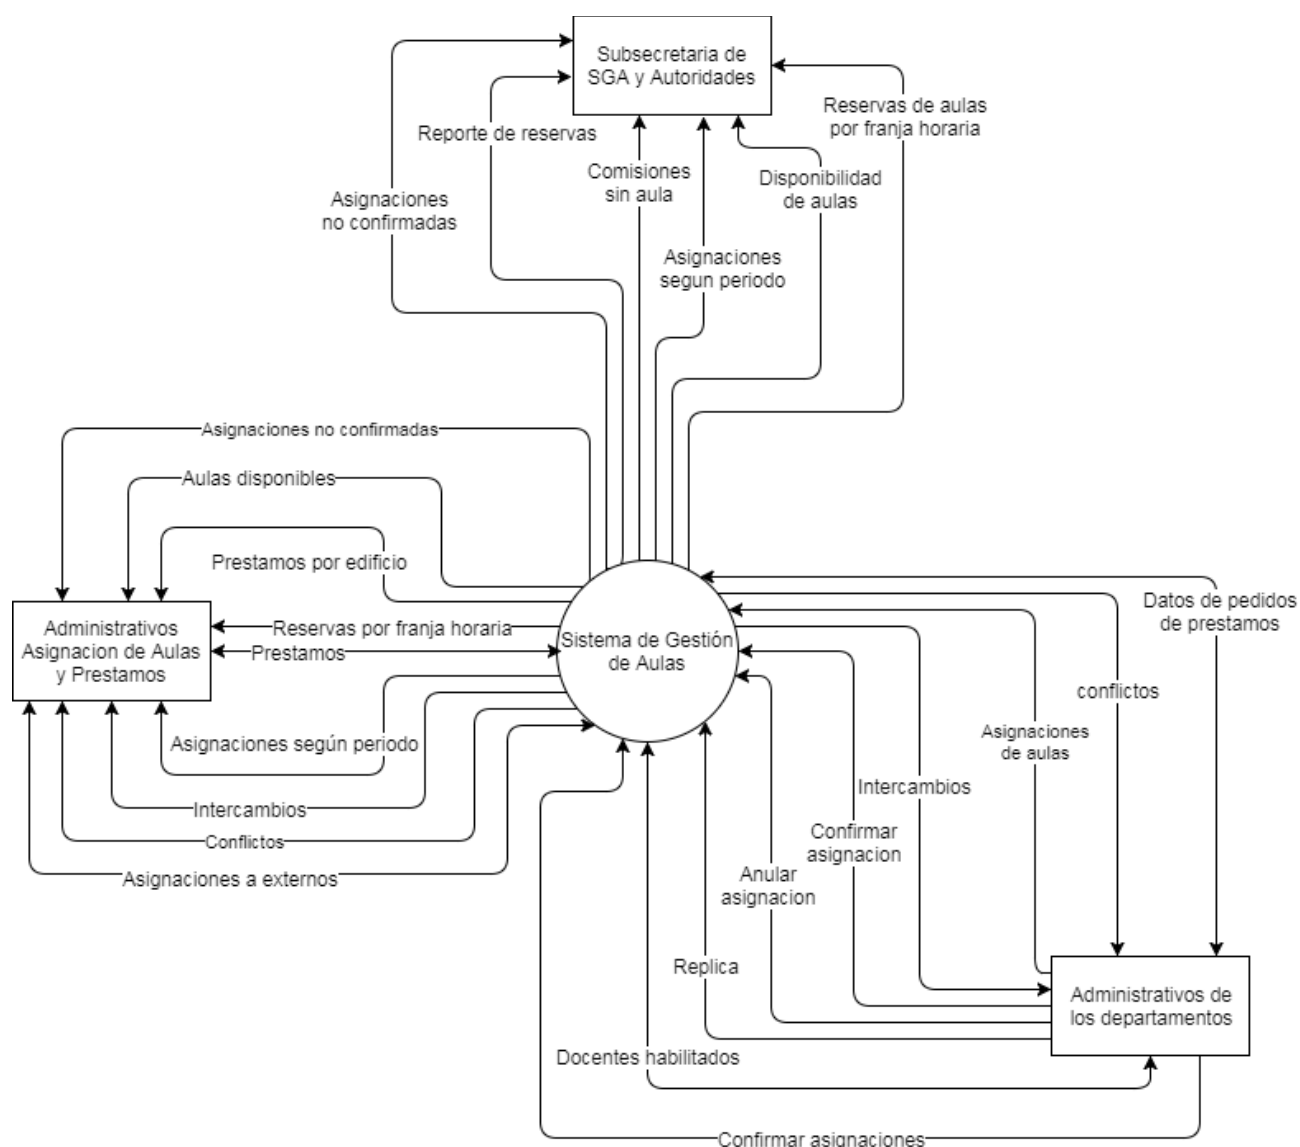 Subsecretaria de
SGA y Autoridades
Reservas de aulas
por franja horaria
Reporte de reservas
Comisiones
sin aula
Disponibilidad
de aulas
Asignaciones
no confirmadas
Asignaciones
segun periodo
Asignaciones no confirmadas
Aulas disponibles
Prestamos por edificio
Administrativos
Asignacion de Aulas
y Prestamos
Reservas por franja horaria
Prestamos
Sistema de Gestión
de Aulas
Datos de pedidos
de prestamos
conflictos
Asignaciones
de aulas
Asignaciones según periodo
Intercambios
Intercambios
Conflictos
Confirmar
asignacion
Asignaciones a externos
Anular
asignacion
Replica
Administrativos de
los departamentos
Docentes habilitados
Confirmar asignaciones